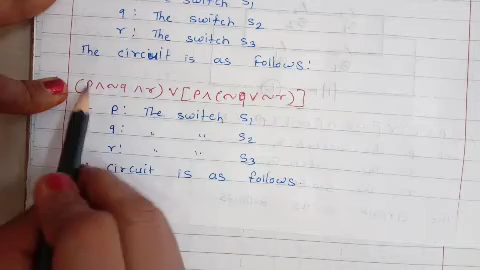 q : The switch S2
r : The switch S3
The circuit is as follows:
(p∧~q∧r)∨[p∧(~q∨~r)]
p: The switch S1
q: " " S2
r: " " S3
circuit is as follows.